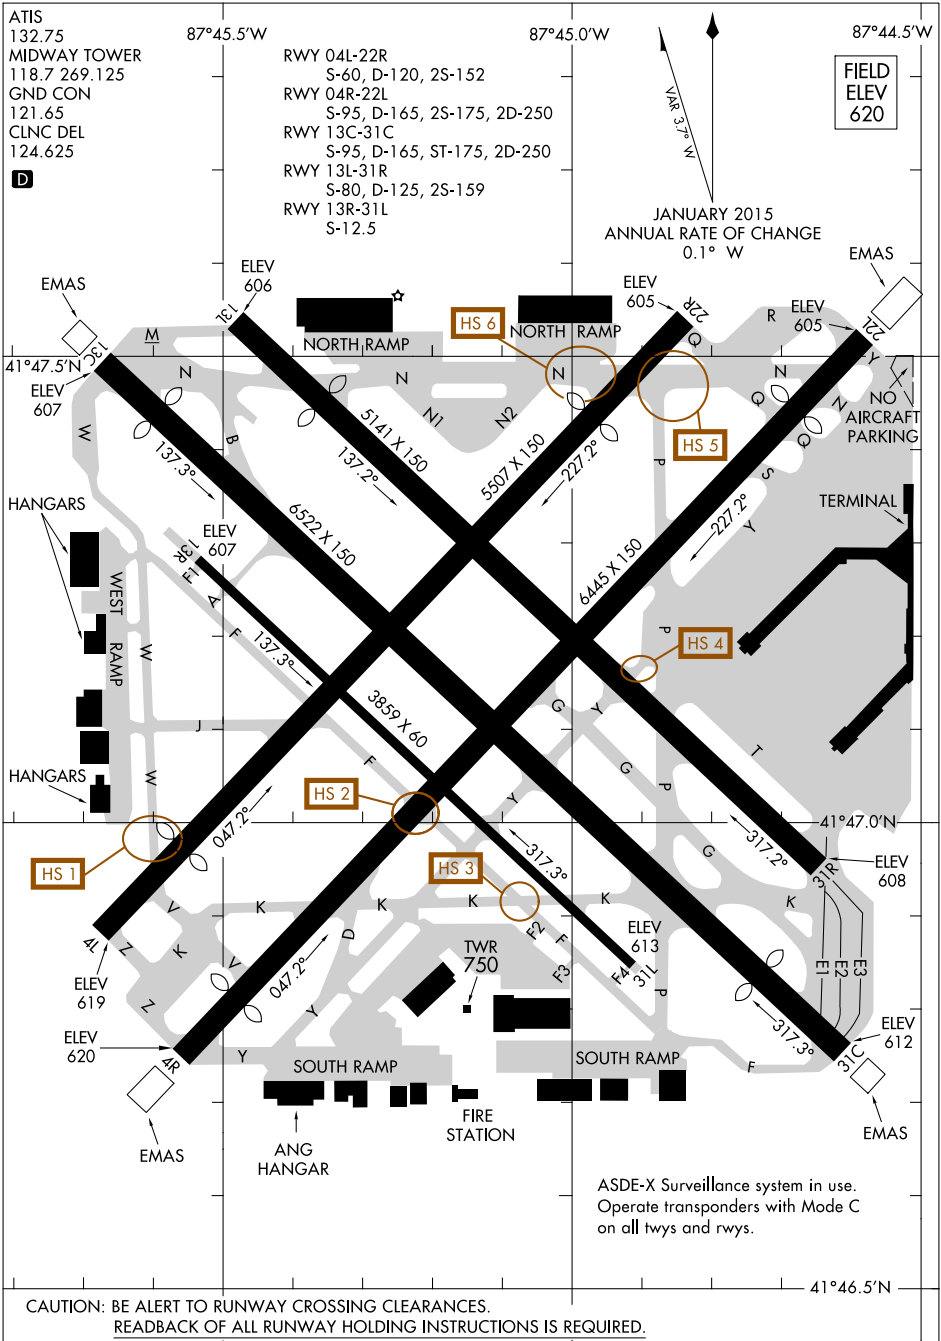 ATIS
132.75
MIDWAY TOWER
118.7 269.125
GND CON
121.65
CLNC DEL
124.625
D
87°45.5'W
87°45.0'W
87°44.5'W
RWY 04L-22R
S-60, D-120, 2S-152
RWY 04R-22L
S-95, D-165, 2S-175, 2D-250
RWY 13C-31C
S-95, D-165, ST-175, 2D-250
RWY 13L-31R
S-80, D-125, 2S-159
RWY 13R-31L
S-12.5
VAR 3.7° W
FIELD
ELEV
620
JANUARY 2015
ANNUAL RATE OF CHANGE
0.1° W
EMAS
ELEV
606
13L
NORTH RAMP
HS 6
NORTH RAMP
ELEV
605
22R
R
ELEV
605
22L
EMAS
M
13C
41°47.5'N
ELEV
607
N
N
N
N
Q
Q
Q
Z
Y
NO
AIRCRAFT
PARKING
W
B
N1
N2
HS 5
5141 X 150
137.2°
137.3°
5507 X 150
227.2°
P
S
Y
227.2°
6522 X 150
6445 X 150
HANGARS
TERMINAL
ELEV
607
13R
F1
A
F
WEST
RAMP
W
W
137.3°
P
HS 4
J
3859 X 60
F
G
Y
G
P
T
HANGARS
HS 2
Y
G
41°47.0'N
047.2°
HS 1
HS 3
317.3°
317.2°
31R
ELEV
608
V
K
K
K
K
K
4L
Z
K
V
D
F2
F
ELEV
613
31L
F4
F3
P
TWR
750
E1
E2
E3
ELEV
619
Z
047.2°
Y
317.3°
ELEV
612
31C
ELEV
620
4R
Y
SOUTH RAMP
SOUTH RAMP
F
EMAS
ANG
HANGAR
FIRE
STATION
EMAS
ASDE-X Surveillance system in use.
Operate transponders with Mode C
on all twys and rwys.
41°46.5'N
CAUTION: BE ALERT TO RUNWAY CROSSING CLEARANCES.
READBACK OF ALL RUNWAY HOLDING INSTRUCTIONS IS REQUIRED.